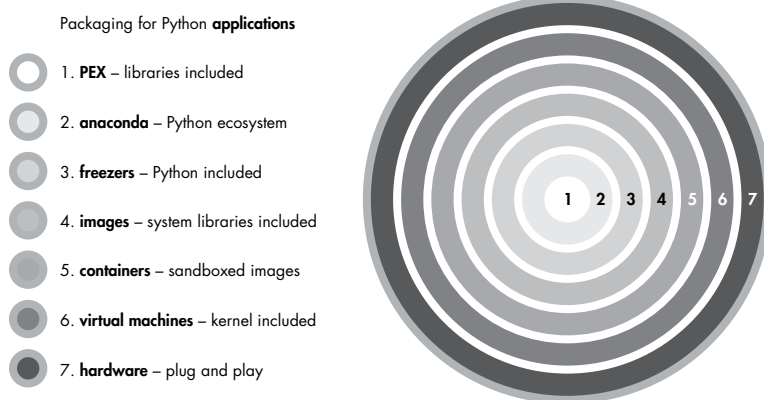 Packaging for Python applications
1. PEX – libraries included
2. anaconda – Python ecosystem
3. freezers – Python included
4. images – system libraries included
5. containers – sandboxed images
6. virtual machines – kernel included
7. hardware – plug and play
1 2 3 4 5 6 7